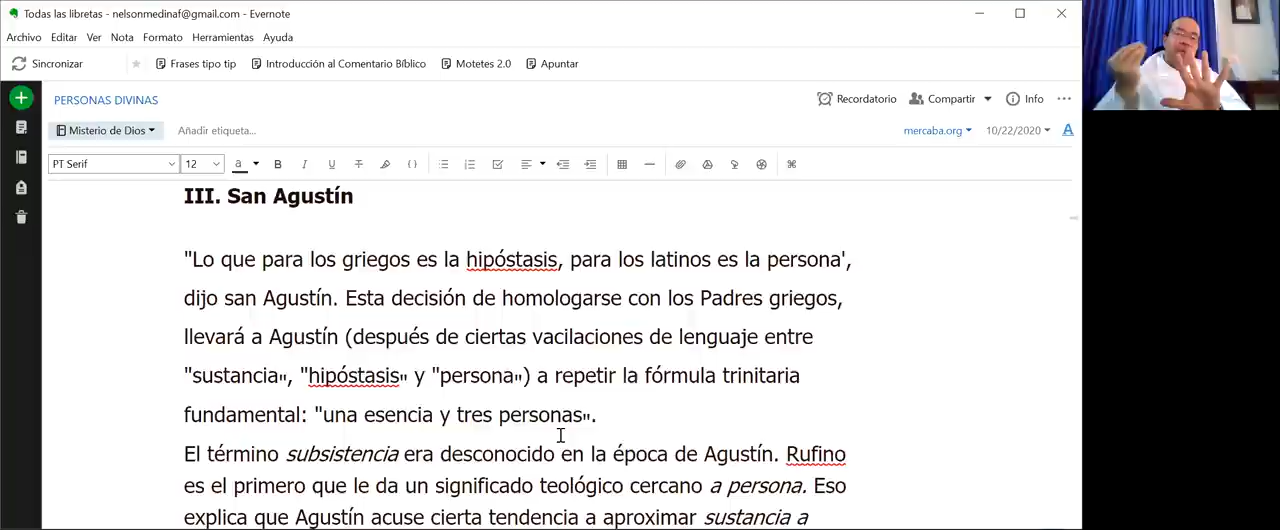 Todas las libretas - nelsonmedinaf@gmail.com - Evernote
Archivo Editar Ver Nota Formato Herramientas Ayuda
Sincronizar Frases tipo tip Introducción al Comentario Bíblico Motetes 2.0 Apuntar
PERSONAS DIVINAS Recordatorio Compartir Info
Misterio de Dios Añadir etiqueta... mercaba.org 10/22/2020
PT Serif 12 a B I U T
III. San Agustín
"Lo que para los griegos es la hipóstasis, para los latinos es la persona',
dijo san Agustín. Esta decisión de homologarse con los Padres griegos,
llevará a Agustín (después de ciertas vacilaciones de lenguaje entre
"sustancia", "hipóstasis" y "persona") a repetir la fórmula trinitaria
fundamental: "una esencia y tres personas".
El término subsistencia era desconocido en la época de Agustín. Rufino
es el primero que le da un significado teológico cercano a persona. Eso
explica que Agustín acuse cierta tendencia a aproximar sustancia a